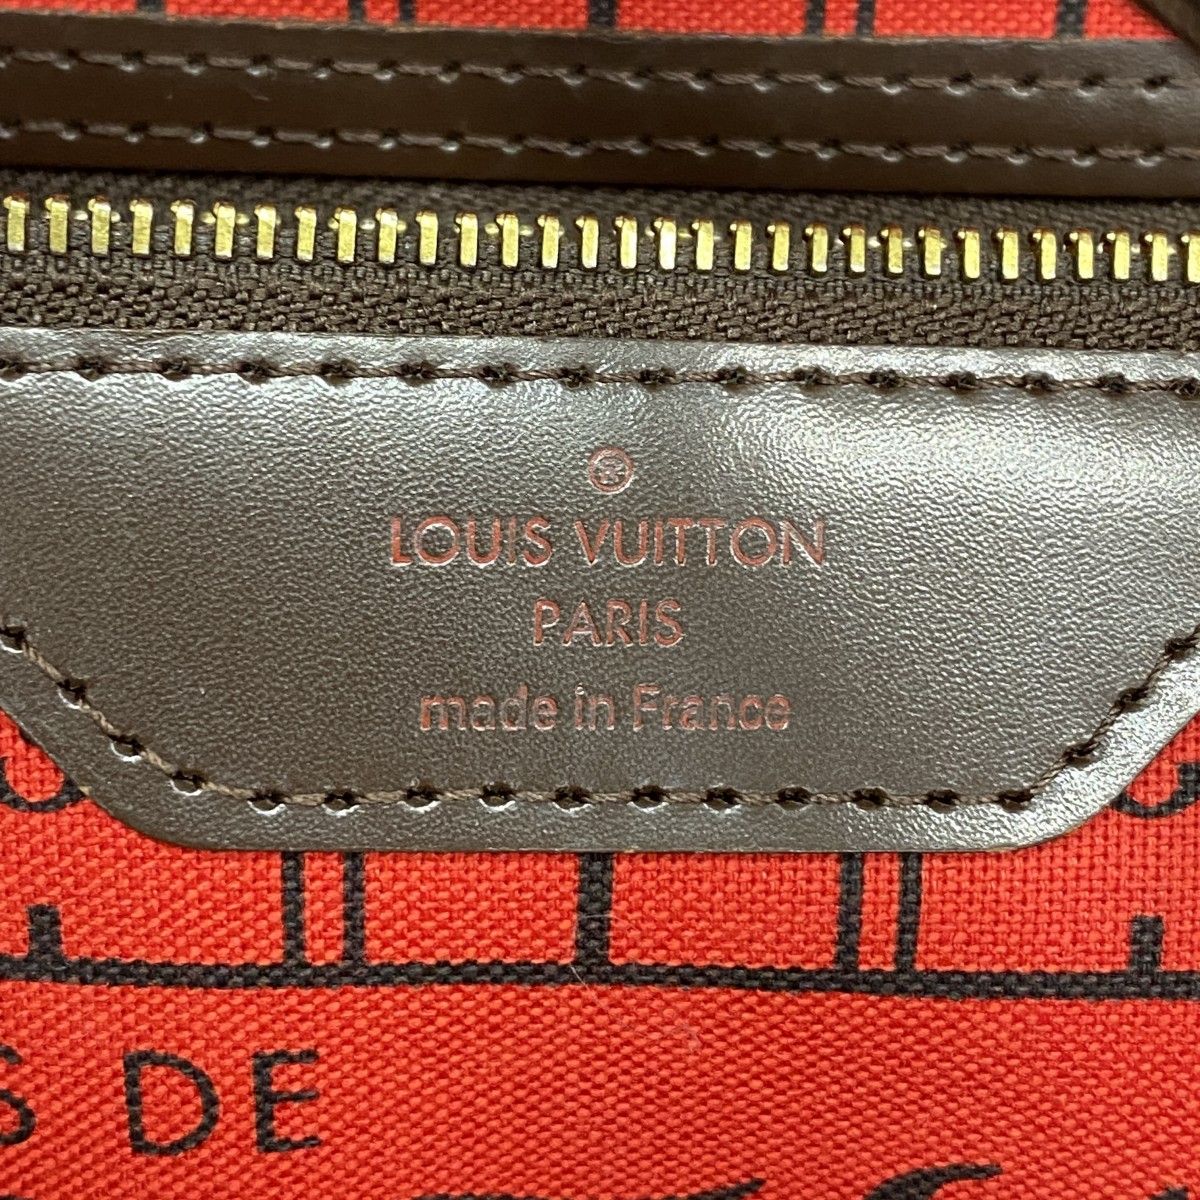 ®
LOUIS VUITTON
PARIS
made in France
S DE